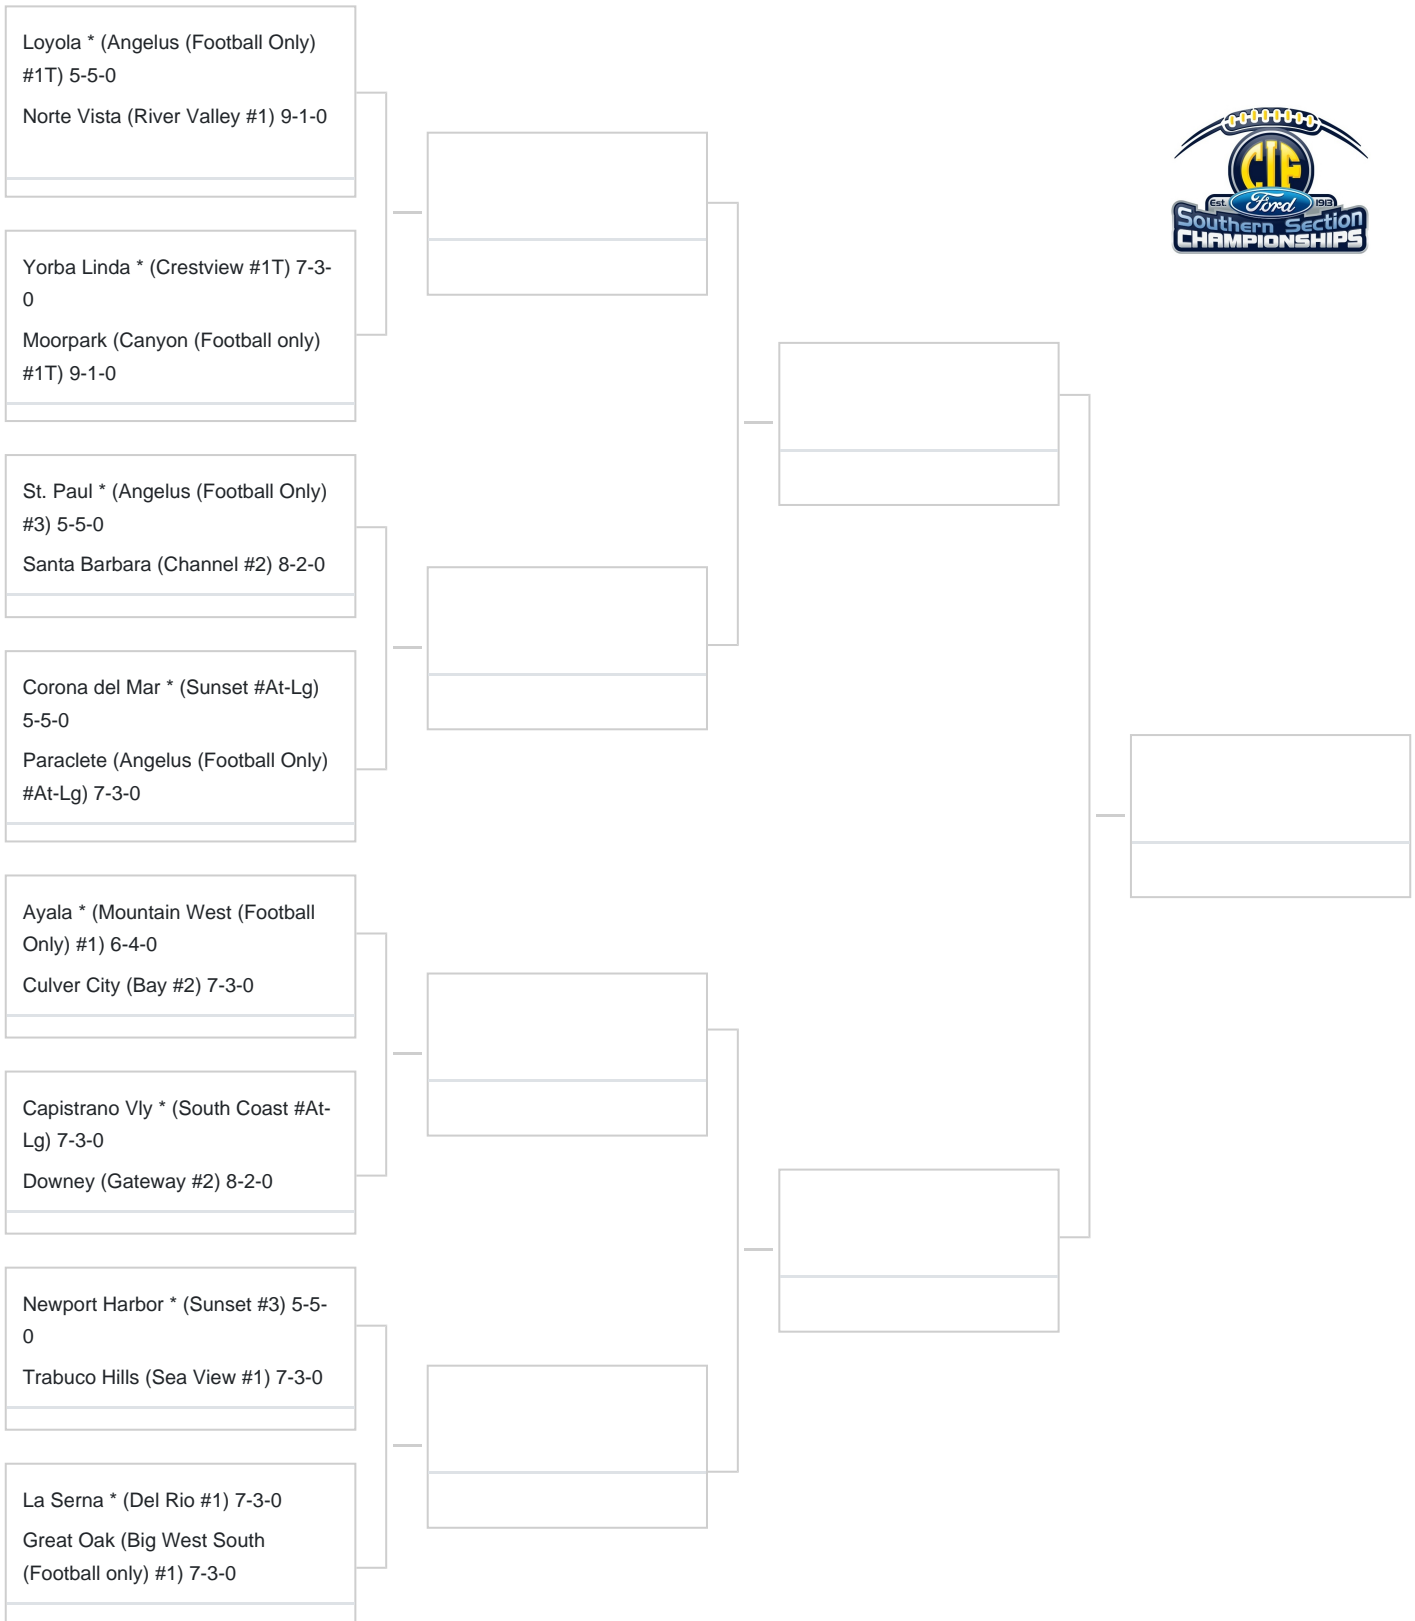 Loyola * (Angelus (Football Only)
#1T) 5-5-0
Norte Vista (River Valley #1) 9-1-0
Yorba Linda * (Crestview #1T) 7-3-
0
Moorpark (Canyon (Football only)
#1T) 9-1-0
St. Paul * (Angelus (Football Only)
#3) 5-5-0
Santa Barbara (Channel #2) 8-2-0
Corona del Mar * (Sunset #At-Lg)
5-5-0
Paraclete (Angelus (Football Only)
#At-Lg) 7-3-0
Ayala * (Mountain West (Football
Only) #1) 6-4-0
Culver City (Bay #2) 7-3-0
Capistrano Vly * (South Coast #At-
Lg) 7-3-0
Downey (Gateway #2) 8-2-0
Newport Harbor * (Sunset #3) 5-5-
0
Trabuco Hills (Sea View #1) 7-3-0
La Serna * (Del Rio #1) 7-3-0
Great Oak (Big West South
(Football only) #1) 7-3-0
CIF
Est. Ford 1913
Southern Section
CHAMPIONSHIPS